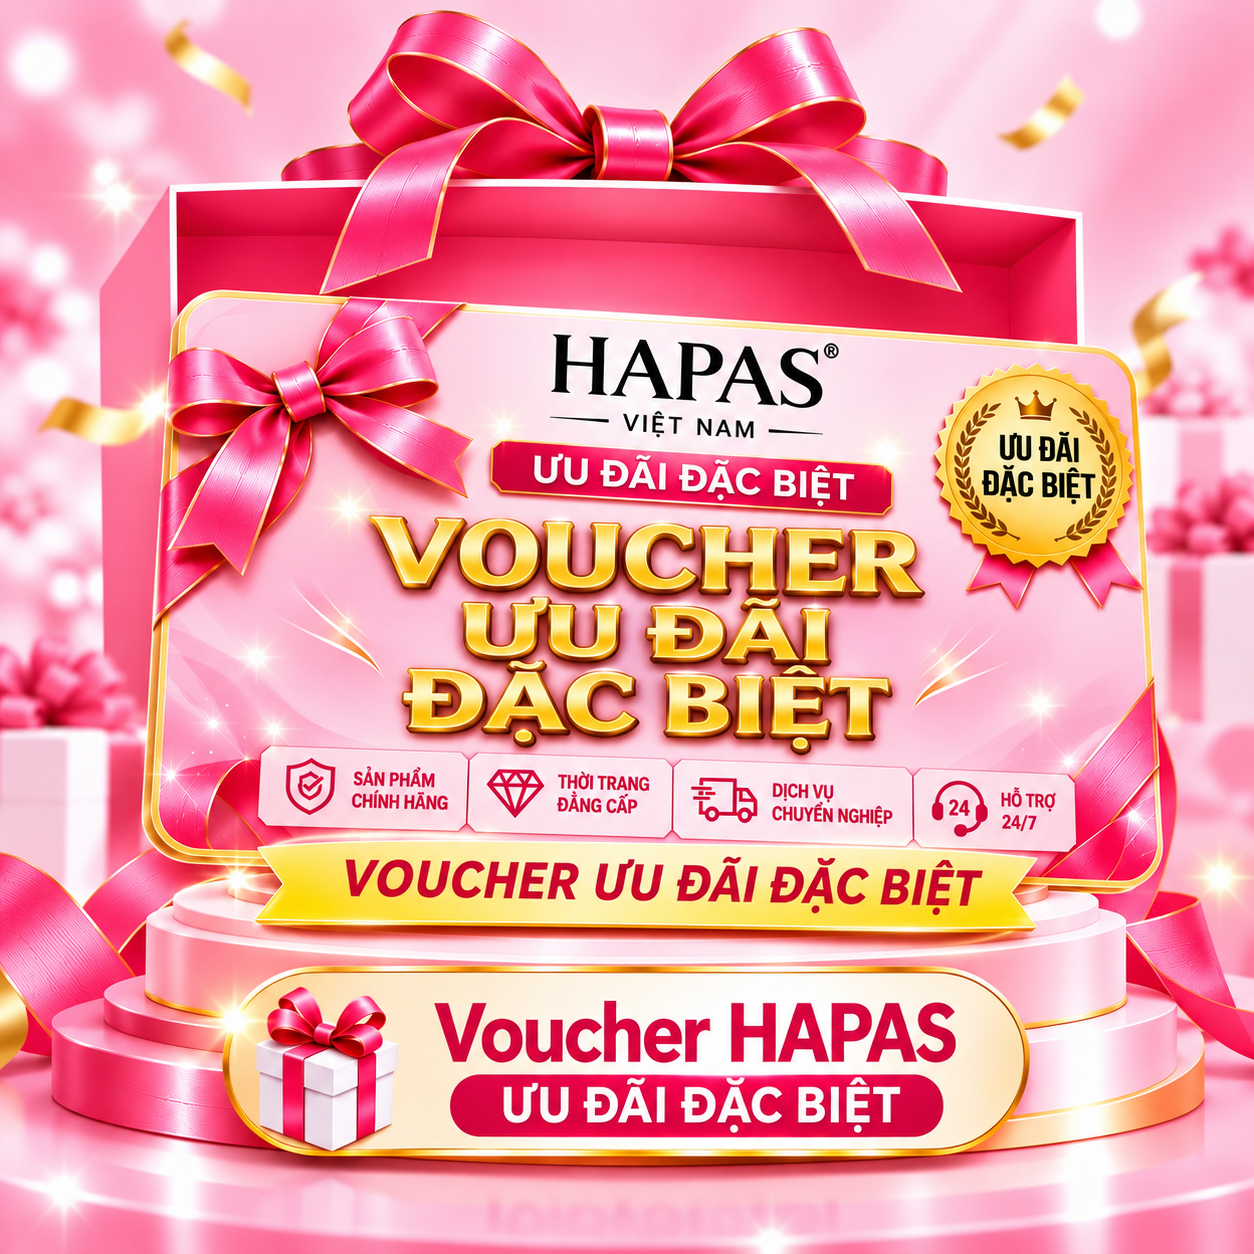 HAPAS®
VIỆT NAM
ƯU ĐÃI ĐẶC BIỆT
ƯU ĐÃI
ĐẶC BIỆT
VOUCHER
ƯU ĐÃI
ĐẶC BIỆT
SẢN PHẨM
CHÍNH HÃNG
THỜI TRANG
ĐẲNG CẤP
DỊCH VỤ
CHUYỂN NGHIỆP
24
HỖ TRỢ
24/7
VOUCHER ƯU ĐÃI ĐẶC BIỆT
Voucher HAPAS
ƯU ĐÃI ĐẶC BIỆT